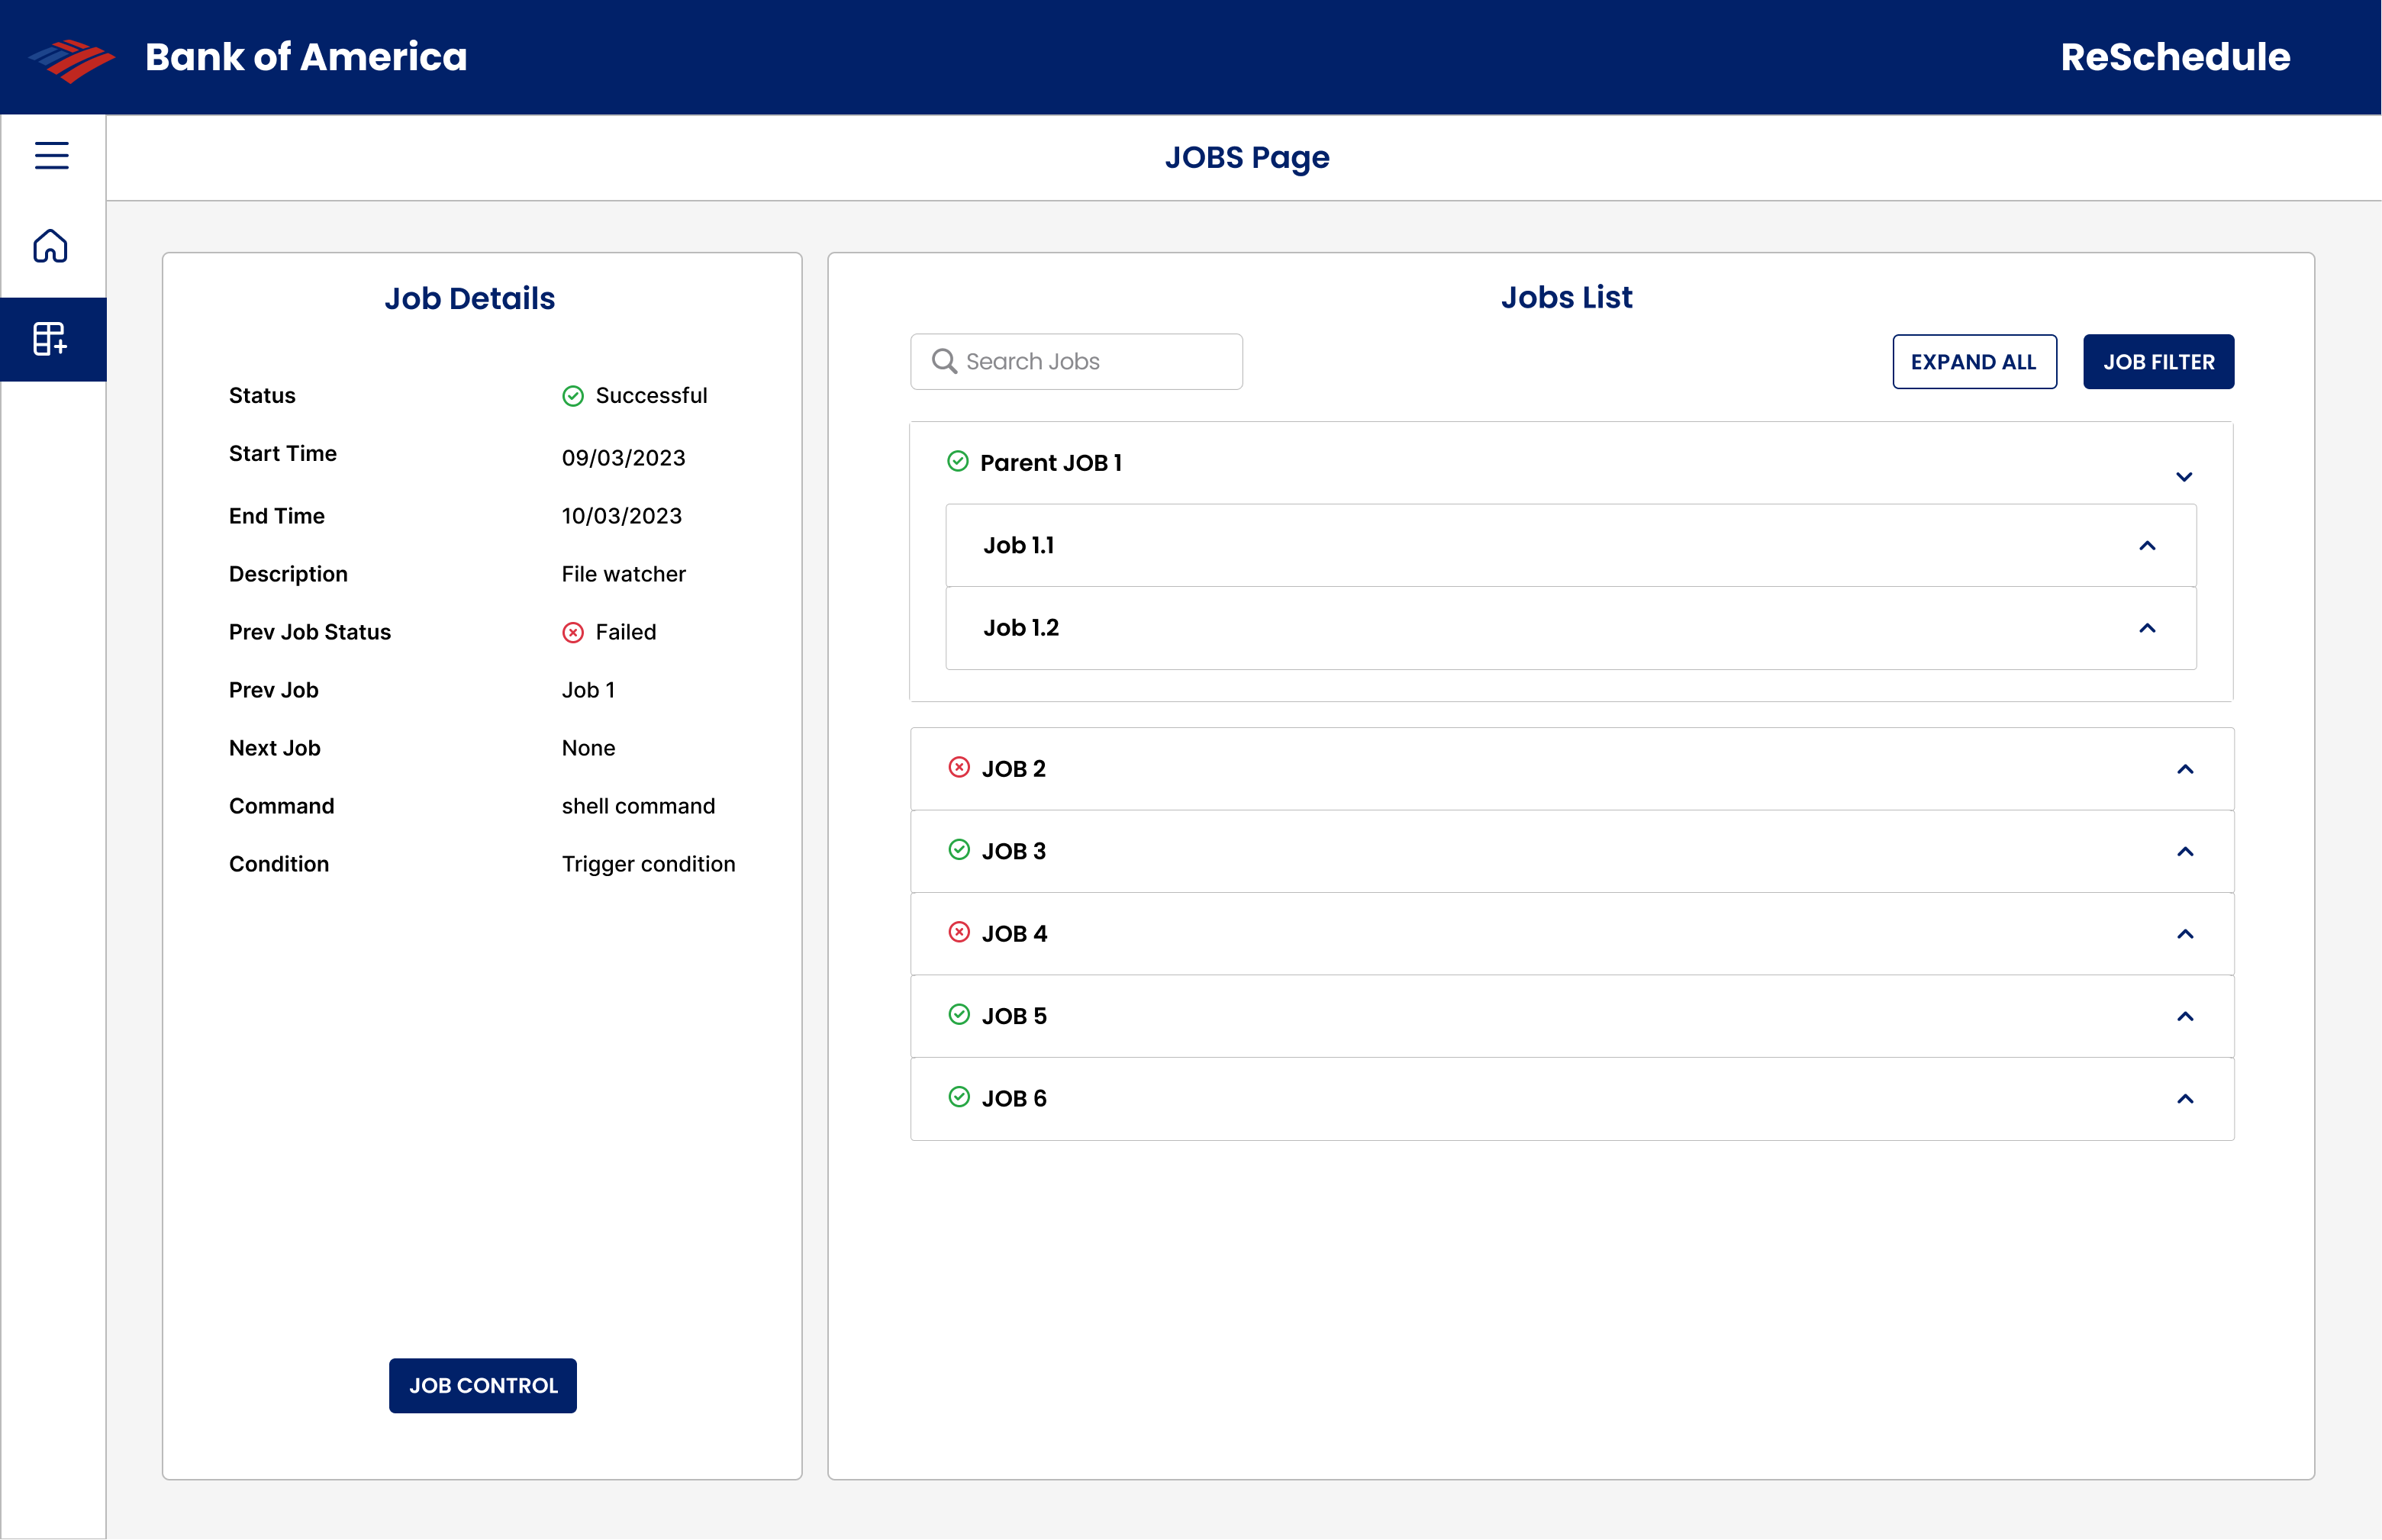 Bank of America
ReSchedule
JOBS Page
Job Details
Status
Successful
Start Time
09/03/2023
End Time
10/03/2023
Description
File watcher
Prev Job Status
Failed
Prev Job
Job 1
Next Job
None
Command
shell command
Condition
Trigger condition
JOB CONTROL
Jobs List
Search Jobs
EXPAND ALL
JOB FILTER
Parent JOB 1
Job 1.1
Job 1.2
JOB 2
JOB 3
JOB 4
JOB 5
JOB 6